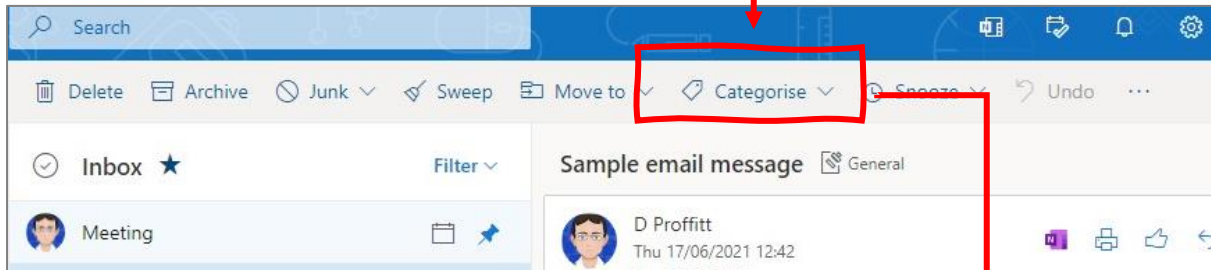 Search
Delete Archive Junk Sweep Move to Categorise Snooze Undo ...
Inbox Filter Sample email message General
Meeting
D Proffitt
Thu 17/06/2021 12:42